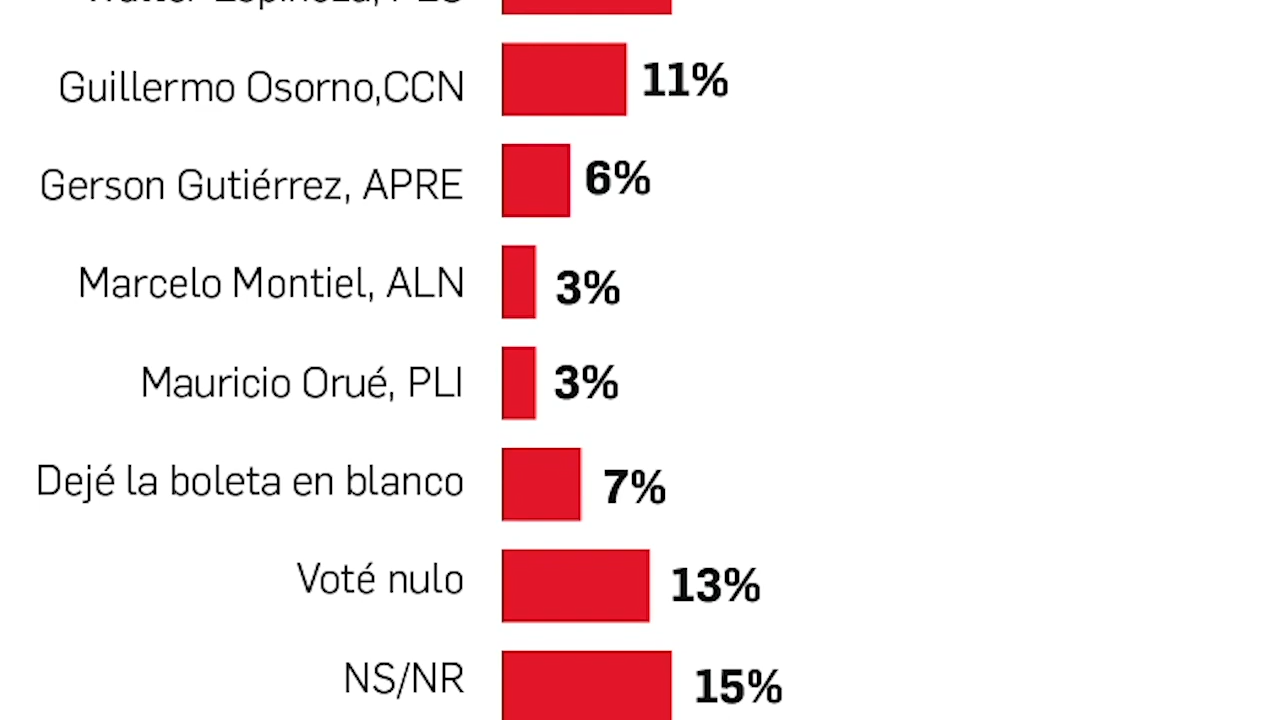 Guillermo Osorno,CCN 11%
Gerson Gutiérrez, APRE 6%
Marcelo Montiel, ALN 3%
Mauricio Orué, PLI 3%
Dejé la boleta en blanco 7%
Voté nulo 13%
NS/NR 15%